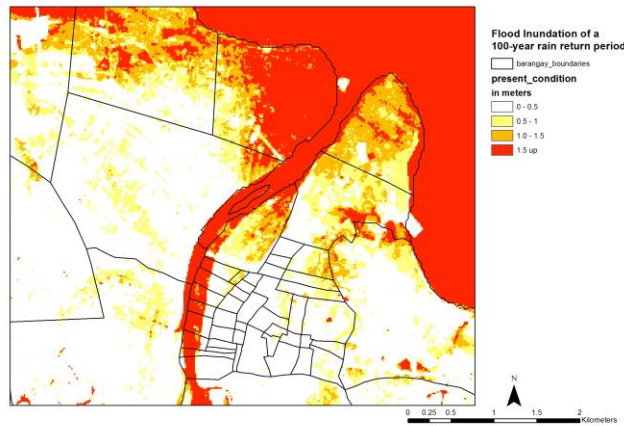 Flood Inundation of a
100-year rain return period
barangay_boundaries
present_condition
in meters
0 - 0.5
0.5 - 1
1.0 - 1.5
1.5 up
N
0 0.25 0.5 1 1.5 2
Kilometers